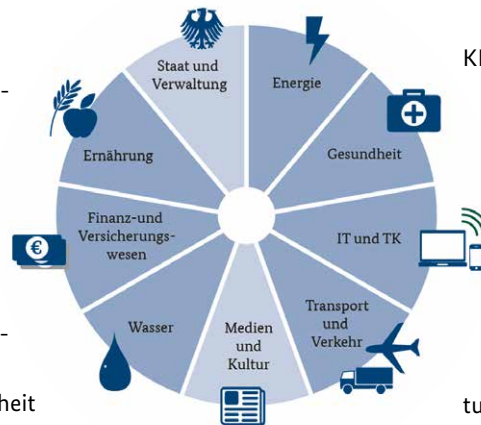 Staat und
Verwaltung
Energie
Gesundheit
IT und TK
Transport
und
Verkehr
Medien
und
Kultur
Wasser
Finanz-und
Versicherungs-
wesen
€
Ernährung
-
-
heit
tu